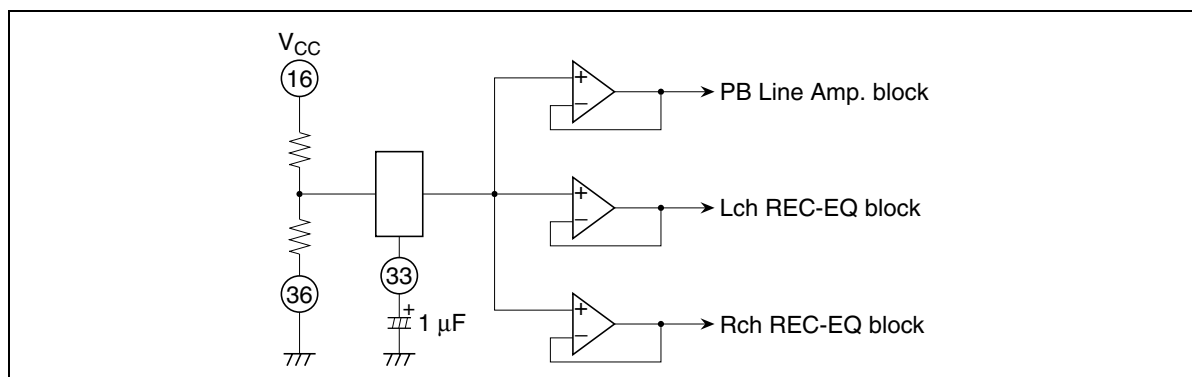 VCC
16
+
−
PB Line Amp. block
+
−
Lch REC-EQ block
33
36
+
1 μF
+
−
Rch REC-EQ block